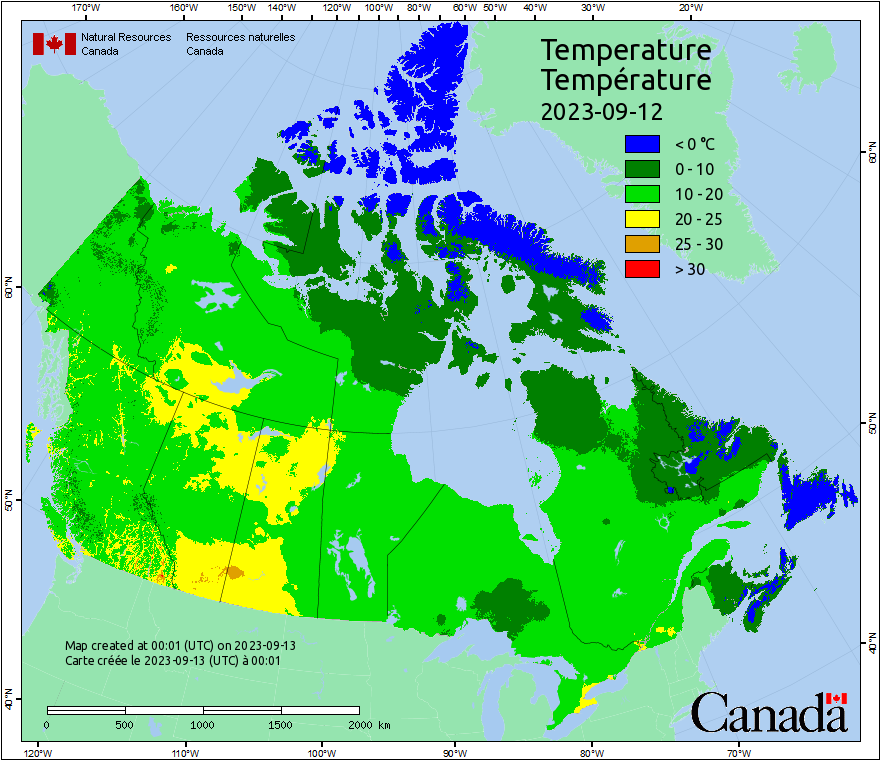 170°W 160°W 150°W 140°W 130°W 120°W 110°W 100°W 90°W 80°W 70°W 60°W 50°W 40°W 30°W 20°W
Natural Resources
Canada
Ressources naturelles
Canada
Temperature
Température
2023-09-12
< 0 °C
0 - 10
10 - 20
20 - 25
25 - 30
> 30
60°N
50°N
40°N
60°N
50°N
40°N
Map created at 00:01 (UTC) on 2023-09-13
Carte créée le 2023-09-13 (UTC) à 00:01
0 500 1000 1500 2000 km
Canada
120°W 110°W 100°W 90°W 80°W 70°W